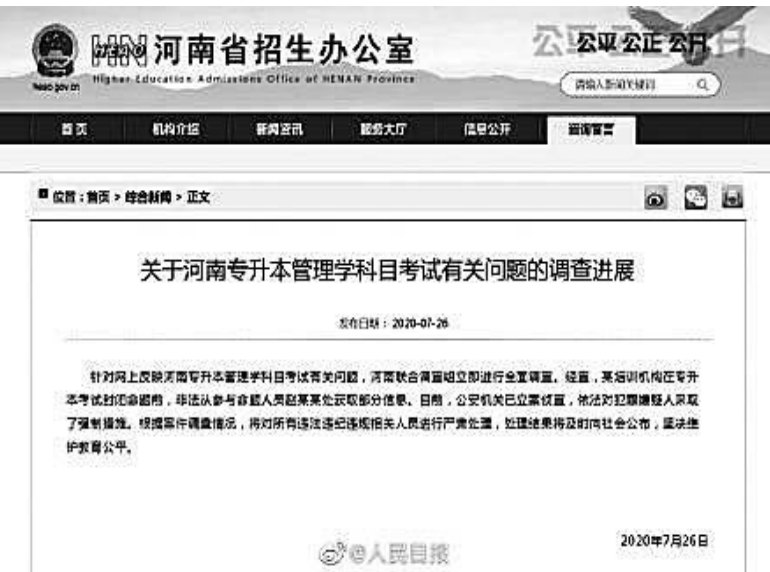 HEAO 河南省招生办公室
Higher Education Admissions Office of HENAN Province
heao.gov.cn
公平 公正 公开
请输入新闻关键词
首页 机构介绍 新闻资讯 服务大厅 信息公开 查询留言
位置：首页 > 综合新闻 > 正文
关于河南专升本管理学科目考试有关问题的调查进展
发布日期：2020-07-26
针对网上反映河南专升本管理学科目考试有关问题，河南联合调查组立即进行全面调查。经查，某培训机构在专升
本考试封闭命题前，非法从参与命题人员赵某某处获取部分信息。目前，公安机关已立案侦查，依法对犯罪嫌疑人采取
了强制措施。根据案件调查情况，将对所有违法违纪违规相关人员进行严肃处理，处理结果将及时向社会公布，坚决维
护教育公平。
2020年7月26日
@人民日报